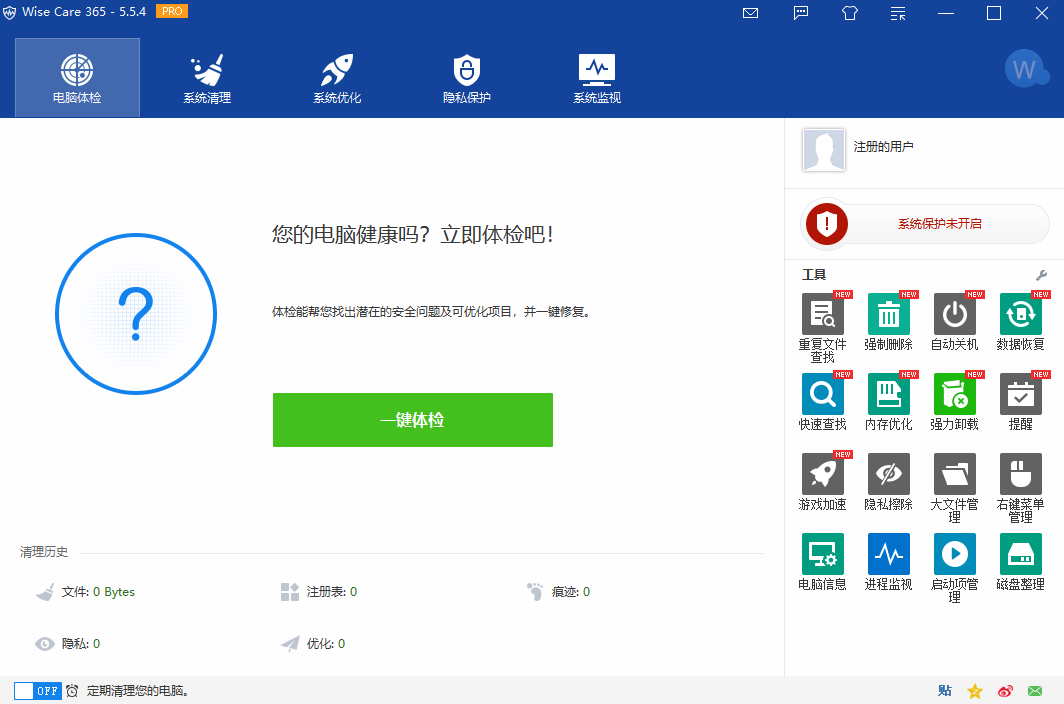 Wise Care 365 - 5.5.4 PRO
电脑体检 系统清理 系统优化 隐私保护 系统监视
W
注册的用户
系统保护未开启
您的电脑健康吗？立即体检吧！
体检能帮您找出潜在的安全问题及可优化项目，并一键修复。
一键体检
工具
NEW NEW NEW NEW
重复文件 强制删除 自动关机 数据恢复
查找
NEW NEW NEW NEW
快速查找 内存优化 强力卸载 提醒
NEW
游戏加速 隐私擦除 大文件管 右键菜单
理 管理
电脑信息 进程监视 启动项管 磁盘整理
理
清理历史
文件: 0 Bytes 注册表: 0 痕迹: 0
隐私: 0 优化: 0
OFF 定期清理您的电脑。
贴